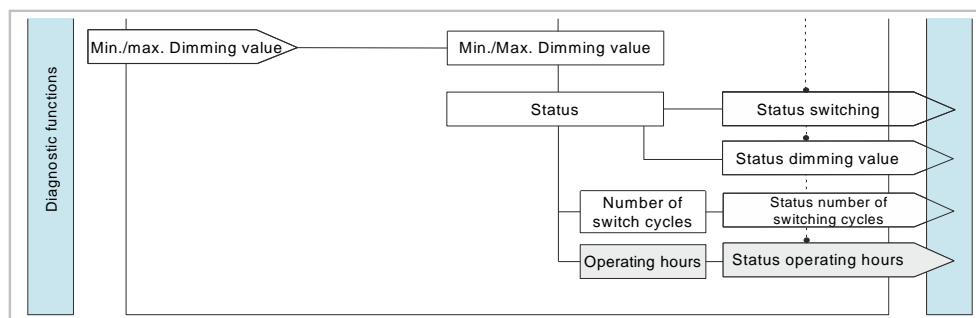 Diagnostic functions
Min./max. Dimming value
Min./Max. Dimming value
Status
Status switching
Status dimming value
Number of
switch cycles
Status number of
switching cycles
Operating hours
Status operating hours